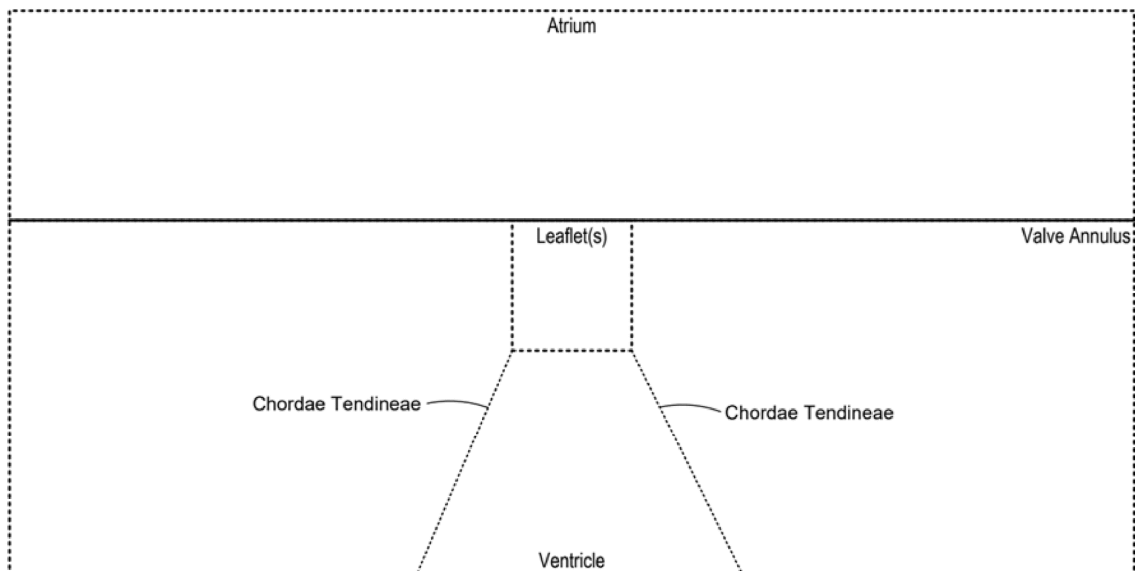 Atrium
Leaflet(s)
Valve Annulus
Chordae Tendineae
Chordae Tendineae
Ventricle